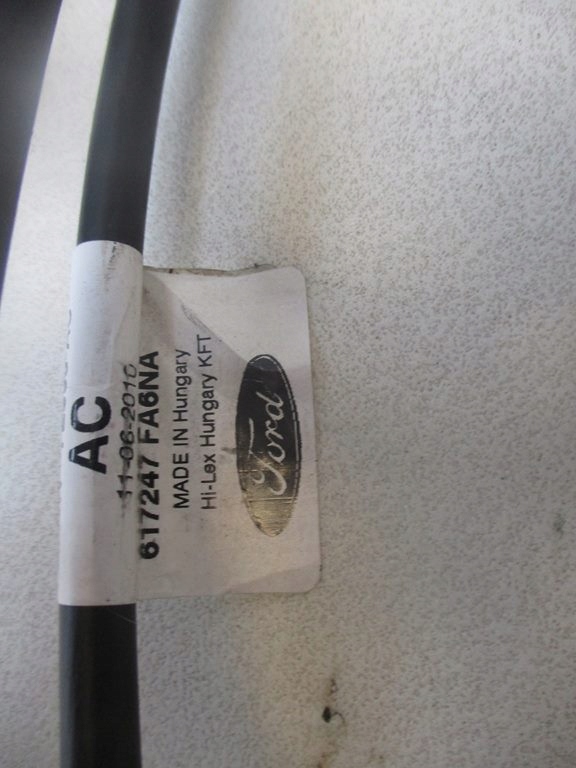 AC
11-06-2010
617247 FA6NA
MADE IN Hungary
Hi-Lex Hungary KFT
Ford